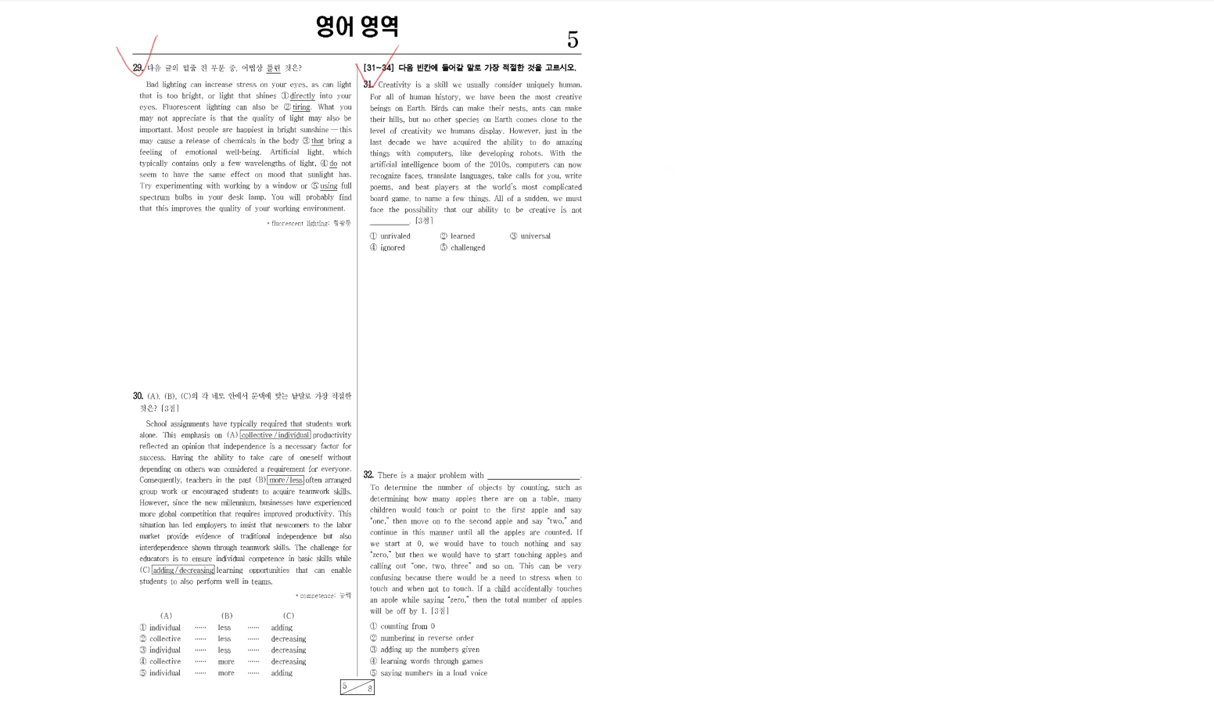 영어 영역
5
29. 다음 글의 밑줄 친 부분 중, 어법상 틀린 것은?
Bad lighting can increase stress on your eyes, as can light
that is too bright, or light that shines ① directly into your
eyes. Fluorescent lighting can also be ② tiring. What you
may not appreciate is that the quality of light may also be
important. Most people are happiest in bright sunshine — this
may cause a release of chemicals in the body ③ that bring a
feeling of emotional well-being. Artificial light, which
typically contains only a few wavelengths of light, ④ do not
seem to have the same effect on mood that sunlight has.
Try experimenting with working by a window or ⑤ using full
spectrum bulbs in your desk lamp. You will probably find
that this improves the quality of your working environment.
* fluorescent lighting: 형광등
30. (A), (B), (C)의 각 네모 안에서 문맥에 맞는 낱말로 가장 적절한
것은? [3점]
School assignments have typically required that students work
alone. This emphasis on (A) collective / individual productivity
reflected an opinion that independence is a necessary factor for
success. Having the ability to take care of oneself without
depending on others was considered a requirement for everyone.
Consequently, teachers in the past (B) more / less often arranged
group work or encouraged students to acquire teamwork skills.
However, since the new millennium, businesses have experienced
more global competition that requires improved productivity. This
situation has led employers to insist that newcomers to the labor
market provide evidence of traditional independence but also
interdependence shown through teamwork skills. The challenge for
educators is to ensure individual competence in basic skills while
(C) adding / decreasing learning opportunities that can enable
students to also perform well in teams.
* competence: 능력
(A) (B) (C)
① individual …… less …… adding
② collective …… less …… decreasing
③ individual …… less …… decreasing
④ collective …… more …… decreasing
⑤ individual …… more …… adding
[31~34] 다음 빈칸에 들어갈 말로 가장 적절한 것을 고르시오.
31. Creativity is a skill we usually consider uniquely human.
For all of human history, we have been the most creative
beings on Earth. Birds can make their nests, ants can make
their hills, but no other species on Earth comes close to the
level of creativity we humans display. However, just in the
last decade we have acquired the ability to do amazing
things with computers, like developing robots. With the
artificial intelligence boom of the 2010s, computers can now
recognize faces, translate languages, take calls for you, write
poems, and beat players at the world's most complicated
board game, to name a few things. All of a sudden, we must
face the possibility that our ability to be creative is not
__________. [3점]
① unrivaled ② learned ③ universal
④ ignored ⑤ challenged
32. There is a major problem with ____________________.
To determine the number of objects by counting, such as
determining how many apples there are on a table, many
children would touch or point to the first apple and say
"one," then move on to the second apple and say "two," and
continue in this manner until all the apples are counted. If
we start at 0, we would have to touch nothing and say
"zero," but then we would have to start touching apples and
calling out "one, two, three" and so on. This can be very
confusing because there would be a need to stress when to
touch and when not to touch. If a child accidentally touches
an apple while saying "zero," then the total number of apples
will be off by 1. [3점]
① counting from 0
② numbering in reverse order
③ adding up the numbers given
④ learning words through games
⑤ saying numbers in a loud voice
5
8